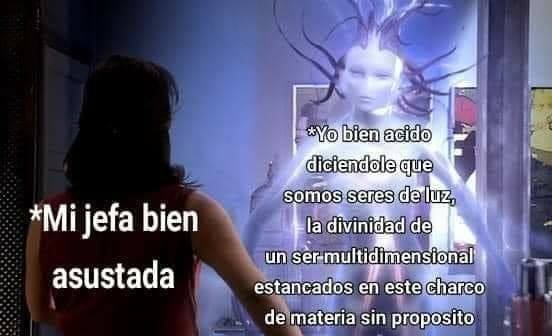 *Mi jefa bien
asustada
*Yo bien acido
diciendole que
somos seres de luz,
la divinidad de
un ser multidimensional
estancados en este charco
de materia sin proposito